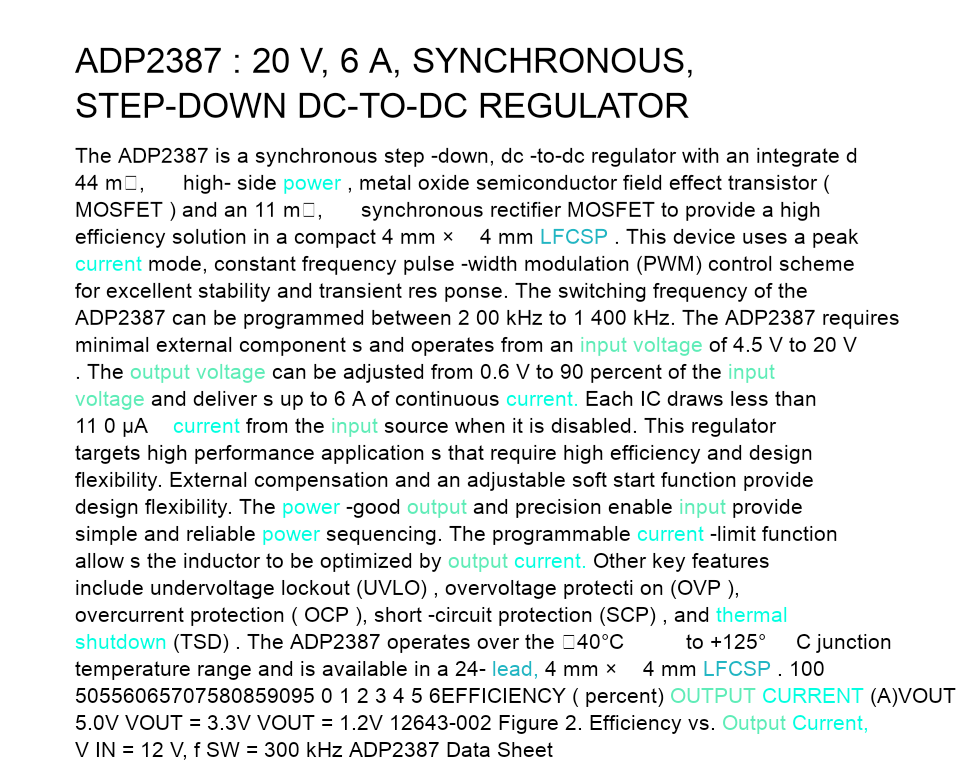 ADP2387 : 20 V, 6 A, SYNCHRONOUS,
STEP-DOWN DC-TO-DC REGULATOR
The ADP2387 is a synchronous step -down, dc -to-dc regulator with an integrate d
44 m□, high- side power , metal oxide semiconductor field effect transistor (
MOSFET ) and an 11 m□, synchronous rectifier MOSFET to provide a high
efficiency solution in a compact 4 mm × 4 mm LFCSP . This device uses a peak
current mode, constant frequency pulse -width modulation (PWM) control scheme
for excellent stability and transient res ponse. The switching frequency of the
ADP2387 can be programmed between 2 00 kHz to 1 400 kHz. The ADP2387 requires
minimal external component s and operates from an input voltage of 4.5 V to 20 V
. The output voltage can be adjusted from 0.6 V to 90 percent of the input
voltage and deliver s up to 6 A of continuous current. Each IC draws less than
11 0 µA current from the input source when it is disabled. This regulator
targets high performance application s that require high efficiency and design
flexibility. External compensation and an adjustable soft start function provide
design flexibility. The power -good output and precision enable input provide
simple and reliable power sequencing. The programmable current -limit function
allow s the inductor to be optimized by output current. Other key features
include undervoltage lockout (UVLO) , overvoltage protecti on (OVP ),
overcurrent protection ( OCP ), short -circuit protection (SCP) , and thermal
shutdown (TSD) . The ADP2387 operates over the □40°C to +125° C junction
temperature range and is available in a 24- lead, 4 mm × 4 mm LFCSP . 100
50556065707580859095 0 1 2 3 4 5 6EFFICIENCY ( percent) OUTPUT CURRENT (A)VOUT
5.0V VOUT = 3.3V VOUT = 1.2V 12643-002 Figure 2. Efficiency vs. Output Current,
V IN = 12 V, f SW = 300 kHz ADP2387 Data Sheet